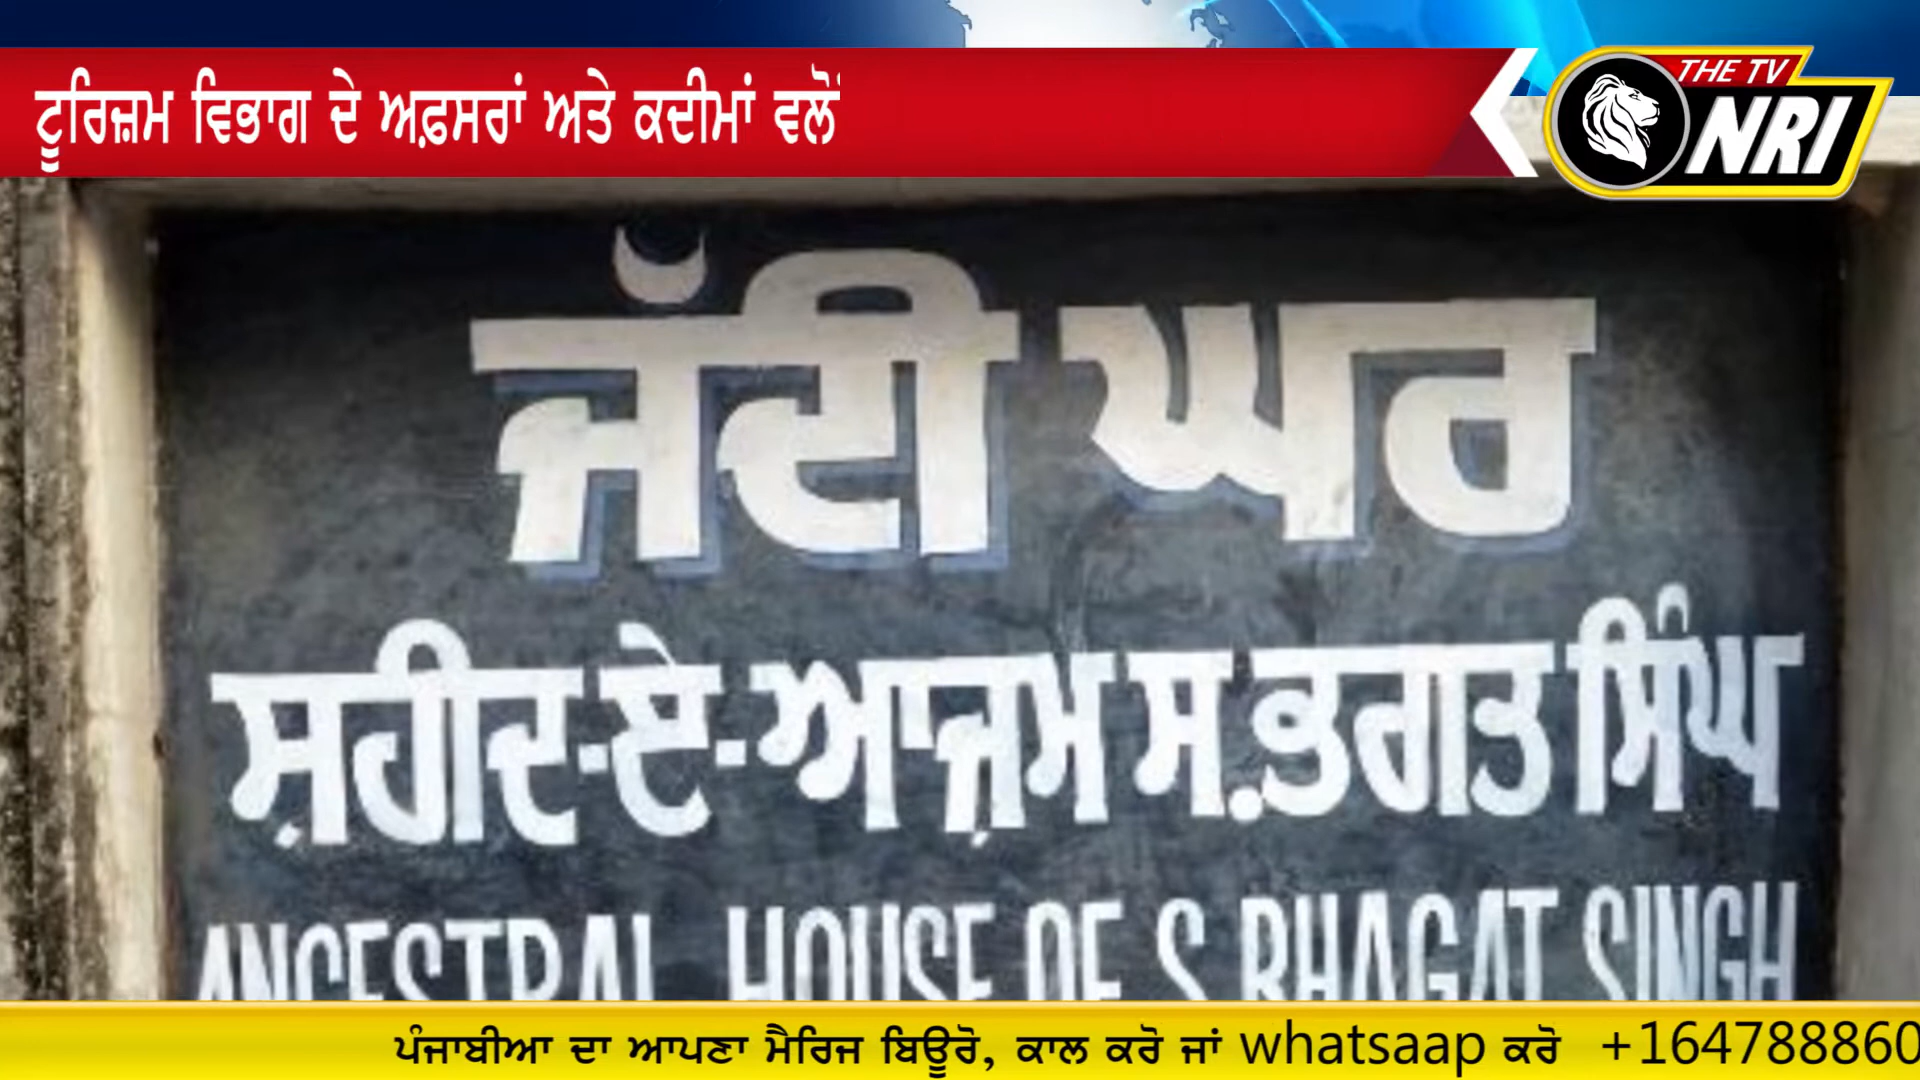 ਟੂਰਿਜ਼ਮ ਵਿਭਾਗ ਦੇ ਅਫ਼ਸਰਾਂ ਅਤੇ ਕਦੀਮਾਂ ਵਲੋਂ
THE TV
NRI
ਜੱਦੀ ਘਰ
ਸ਼ਹੀਦ-ਏ-ਆਜ਼ਮ ਸ.ਭਗਤ ਸਿੰਘ
ANCESTRAL HOUSE OF S BHAGAT SINGH
ਪੰਜਾਬੀਆ ਦਾ ਆਪਣਾ ਮੈਰਿਜ ਬਿਊਰੋ, ਕਾਲ ਕਰੋ ਜਾਂ whatsaap ਕਰੋ +164788860